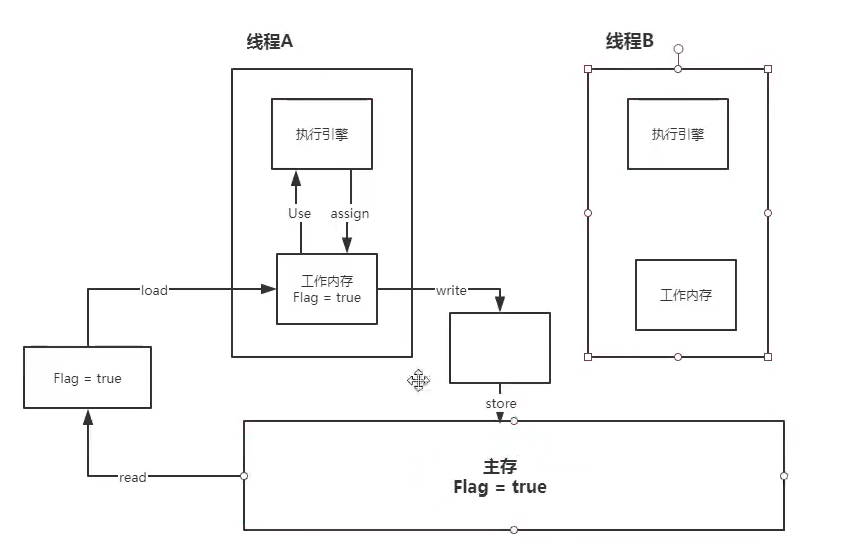 线程A
线程B
执行引擎
执行引擎
Use
assign
工作内存
Flag = true
工作内存
load
write
Flag = true
store
主存
Flag = true
read